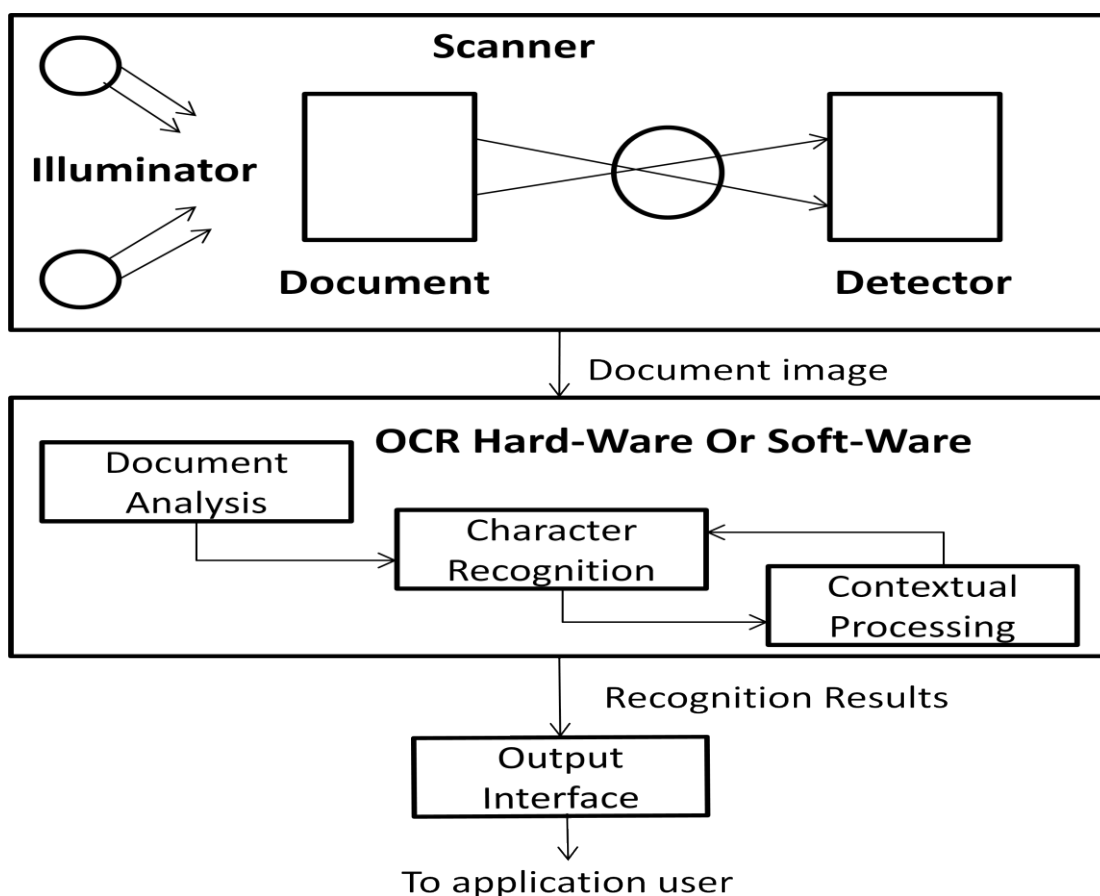 Scanner
Illuminator
Document
Detector
Document image
OCR Hard-Ware Or Soft-Ware
Document
Analysis
Character
Recognition
Contextual
Processing
Recognition Results
Output
Interface
To application user